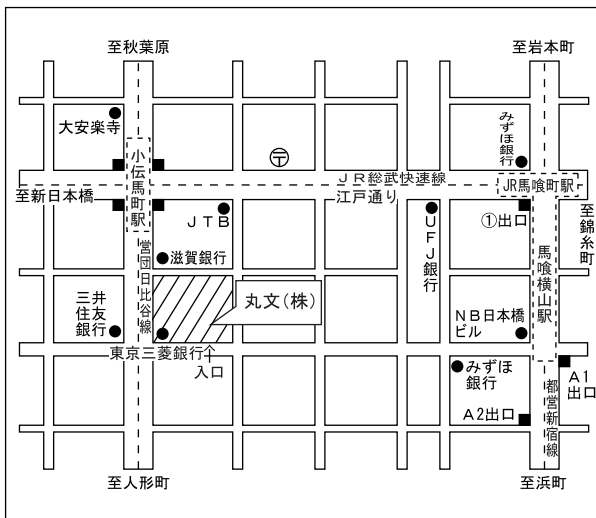 至秋葉原
至岩本町
大安楽寺
みずほ
銀行
小伝馬町駅
〒
JR総武快速線
JR馬喰町駅
至新日本橋
江戸通り
JTB
①出口
至錦糸町
UFJ銀行
馬喰横山駅
営団日比谷線
滋賀銀行
丸文(株)
三井
住友
銀行
NB日本橋
ビル
東京三菱銀行
入口
みずほ
銀行
A1
出口
A2出口
都営新宿線
至人形町
至浜町